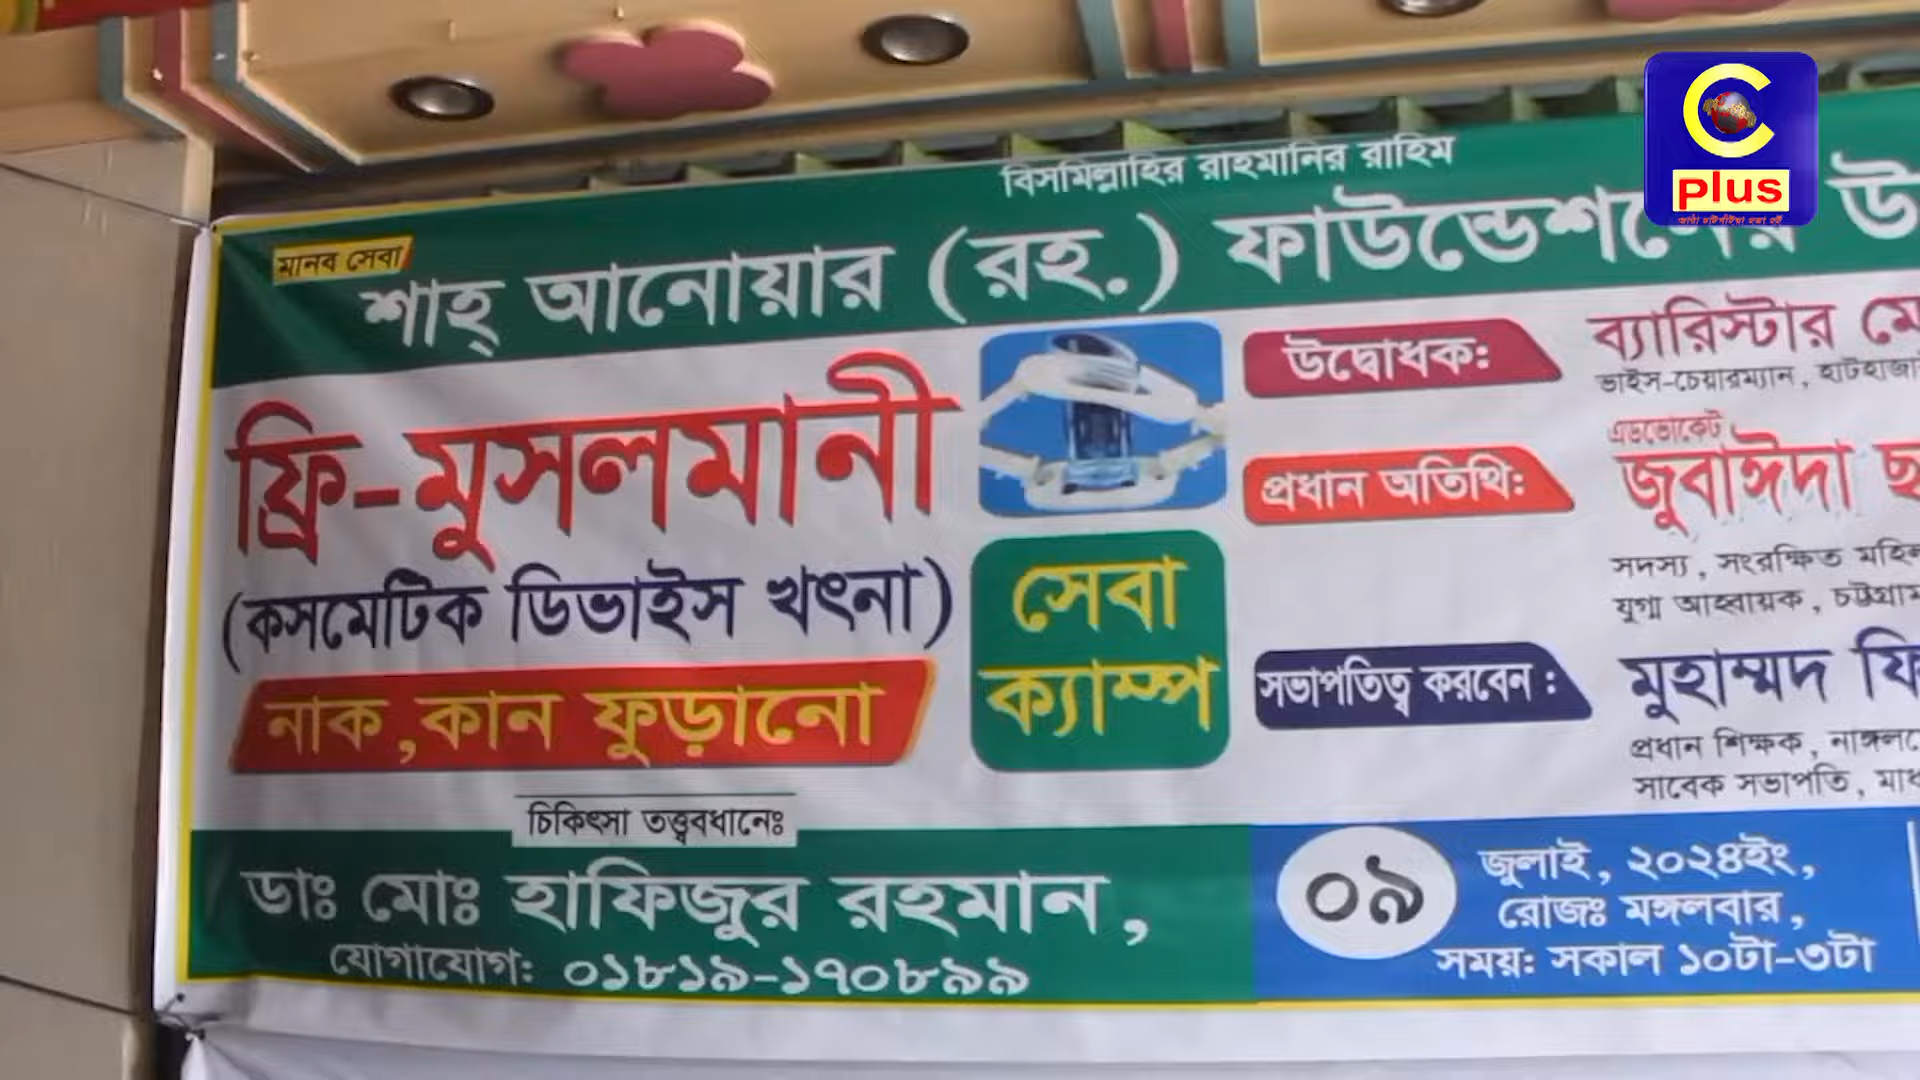 বিসমিল্লাহির রাহমানির রাহিম
মানব সেবা
শাহ্ আনোয়ার (রহ.) ফাউন্ডেশনের
ফ্রি-মুসলমানী
(কসমেটিক ডিভাইস খৎনা)
নাক,কান ফুড়ানো
সেবা
ক্যাম্প
উদ্বোধক:
ব্যারিস্টার
ভাইস-চেয়ারম্যান,
প্রধান অতিথি:
এডভোকেট
জুবাঈদা
সদস্য, সংরক্ষিত
যুগ্ম আহ্বায়ক,
সভাপতিত্ব করবেন :
মুহাম্মদ
প্রধান শিক্ষক,
সাবেক সভাপতি,
চিকিৎসা তত্ত্ববধানেঃ
ডাঃ মোঃ হাফিজুর রহমান,
যোগাযোগ: ০১৮১৯-১৭০৮৯৯
০৯
জুলাই, ২০২৪ইং,
রোজঃ মঙ্গলবার,
সময়: সকাল ১০টা-৩টা
C
plus